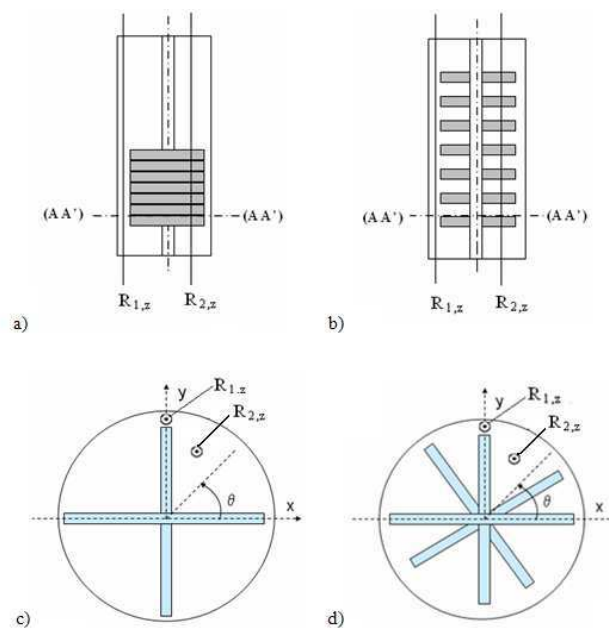 (AA') (AA')
R1,z R2,z
a)
(AA') (AA')
R1,z R2,z
b)
y R1.z
R2,z
θ
x
c)
y R1,z
R2,z
θ
x
d)